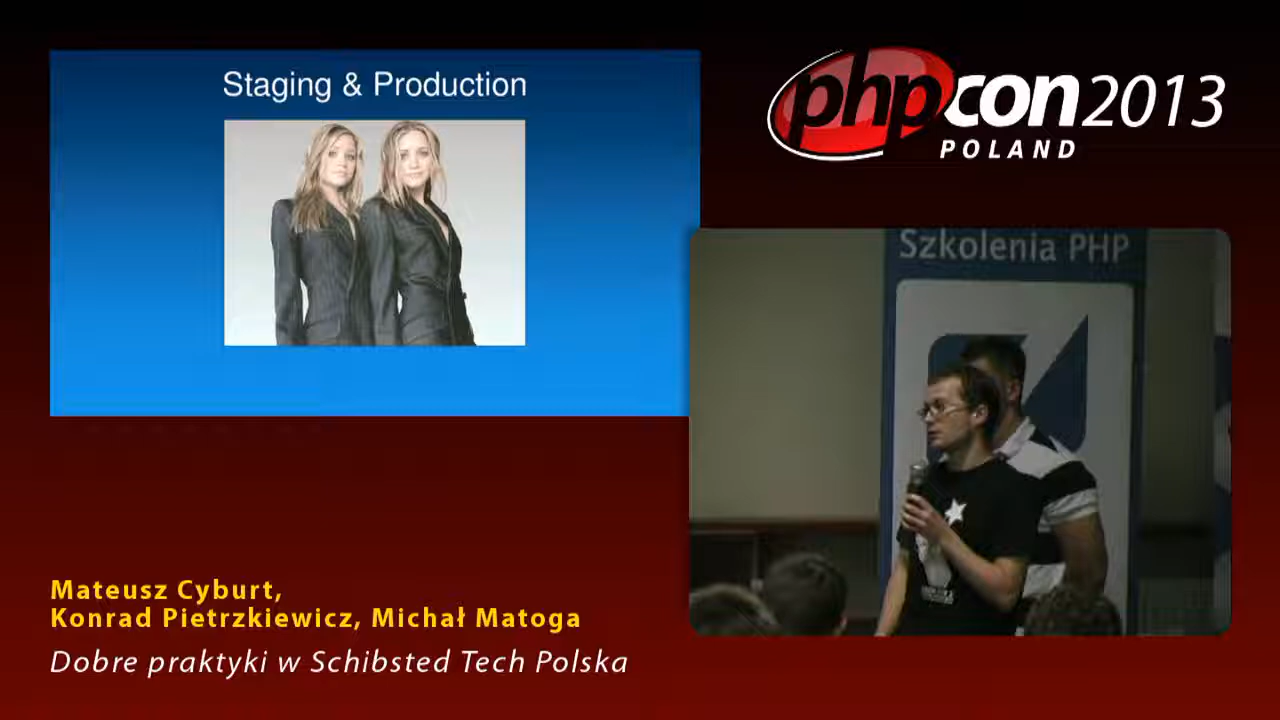 Staging & Production
phpcon2013
POLAND
Szkolenia PHP
Mateusz Cyburt,
Konrad Pietrzkiewicz, Michał Matoga
Dobre praktyki w Schibsted Tech Polska